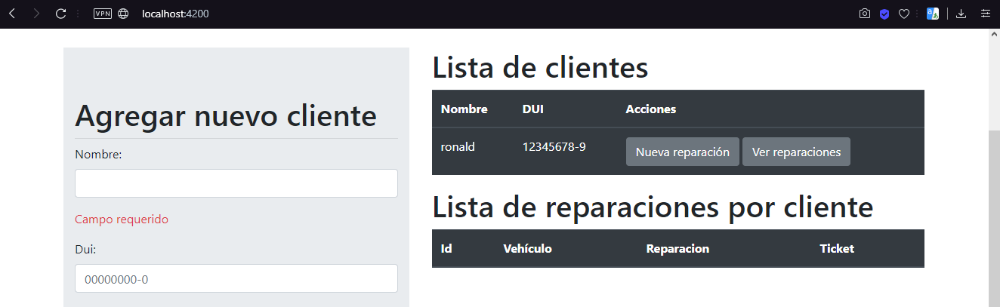 VPN localhost:4200
Agregar nuevo cliente
Nombre:
Campo requerido
Dui:
00000000-0
Lista de clientes
Nombre DUI Acciones
ronald 12345678-9 Nueva reparación Ver reparaciones
Lista de reparaciones por cliente
Id Vehículo Reparacion Ticket